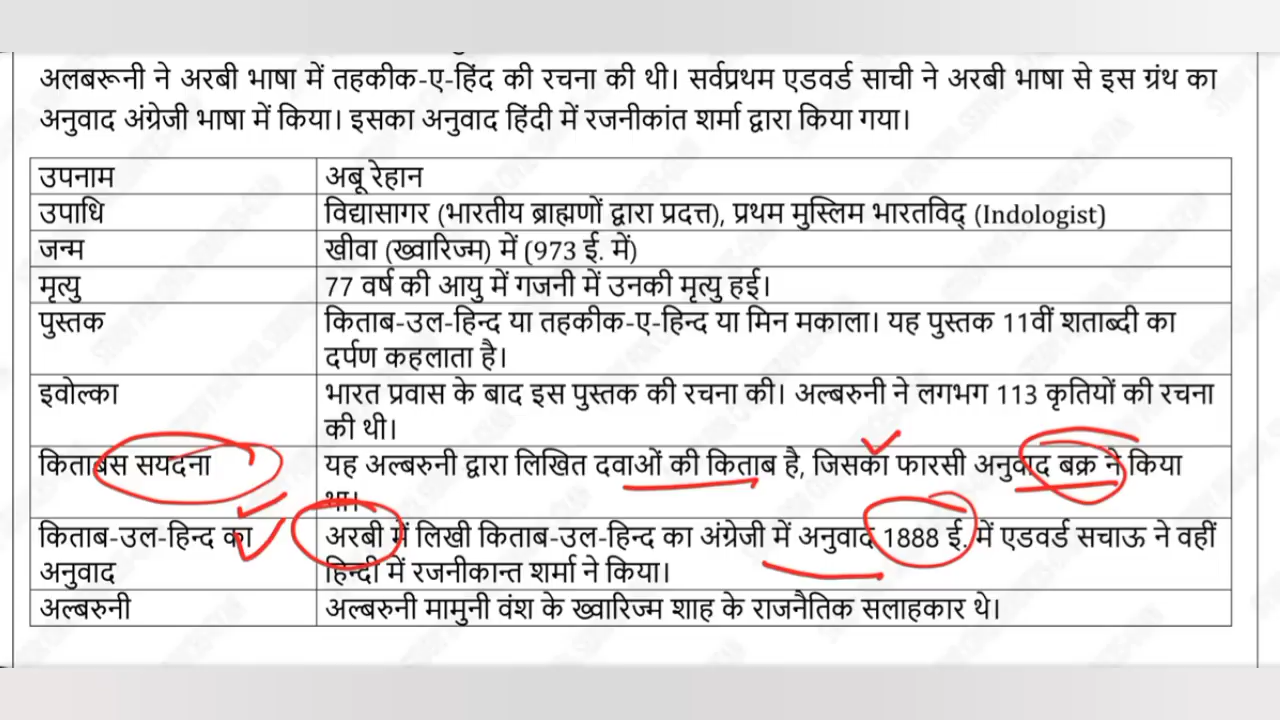 अलबरूनी ने अरबी भाषा में तहकीक-ए-हिंद की रचना की थी। सर्वप्रथम एडवर्ड साची ने अरबी भाषा से इस ग्रंथ का
अनुवाद अंग्रेजी भाषा में किया। इसका अनुवाद हिंदी में रजनीकांत शर्मा द्वारा किया गया।
उपनाम अबू रेहान
उपाधि विद्यासागर (भारतीय ब्राह्मणों द्वारा प्रदत्त), प्रथम मुस्लिम भारतविद् (Indologist)
जन्म खीवा (ख्वारिज्म) में (973 ई. में)
मृत्यु 77 वर्ष की आयु में गजनी में उनकी मृत्यु हुई।
पुस्तक किताब-उल-हिन्द या तहकीक-ए-हिन्द या मिन मकाला। यह पुस्तक 11वीं शताब्दी का
दर्पण कहलाता है।
इवोल्का भारत प्रवास के बाद इस पुस्तक की रचना की। अल्बरुनी ने लगभग 113 कृतियों की रचना
की थी।
किताबस सयदना यह अल्बरुनी द्वारा लिखित दवाओं की किताब है, जिसका फारसी अनुवाद बक्र ने किया
था।
किताब-उल-हिन्द का अरबी में लिखी किताब-उल-हिन्द का अंग्रेजी में अनुवाद 1888 ई. में एडवर्ड सचाऊ ने वहीं
अनुवाद हिन्दी में रजनीकान्त शर्मा ने किया।
अल्बरुनी अल्बरुनी मामुनी वंश के ख्वारिज्म शाह के राजनैतिक सलाहकार थे।